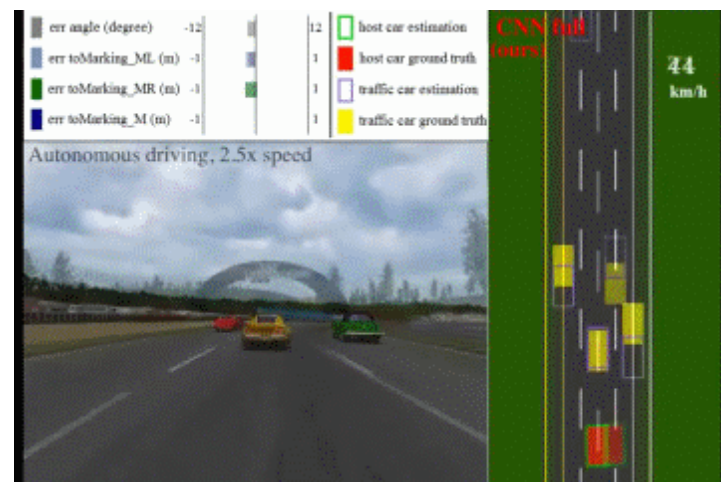 err angle (degree) -12 12
err toMarking_ML (m) -1 1
err toMarking_MR (m) -1 1
err toMarking_M (m) -1 1
host car estimation
host car ground truth
traffic car estimation
traffic car ground truth
CNN full
(ours)
km/h
Autonomous driving, 2.5x speed